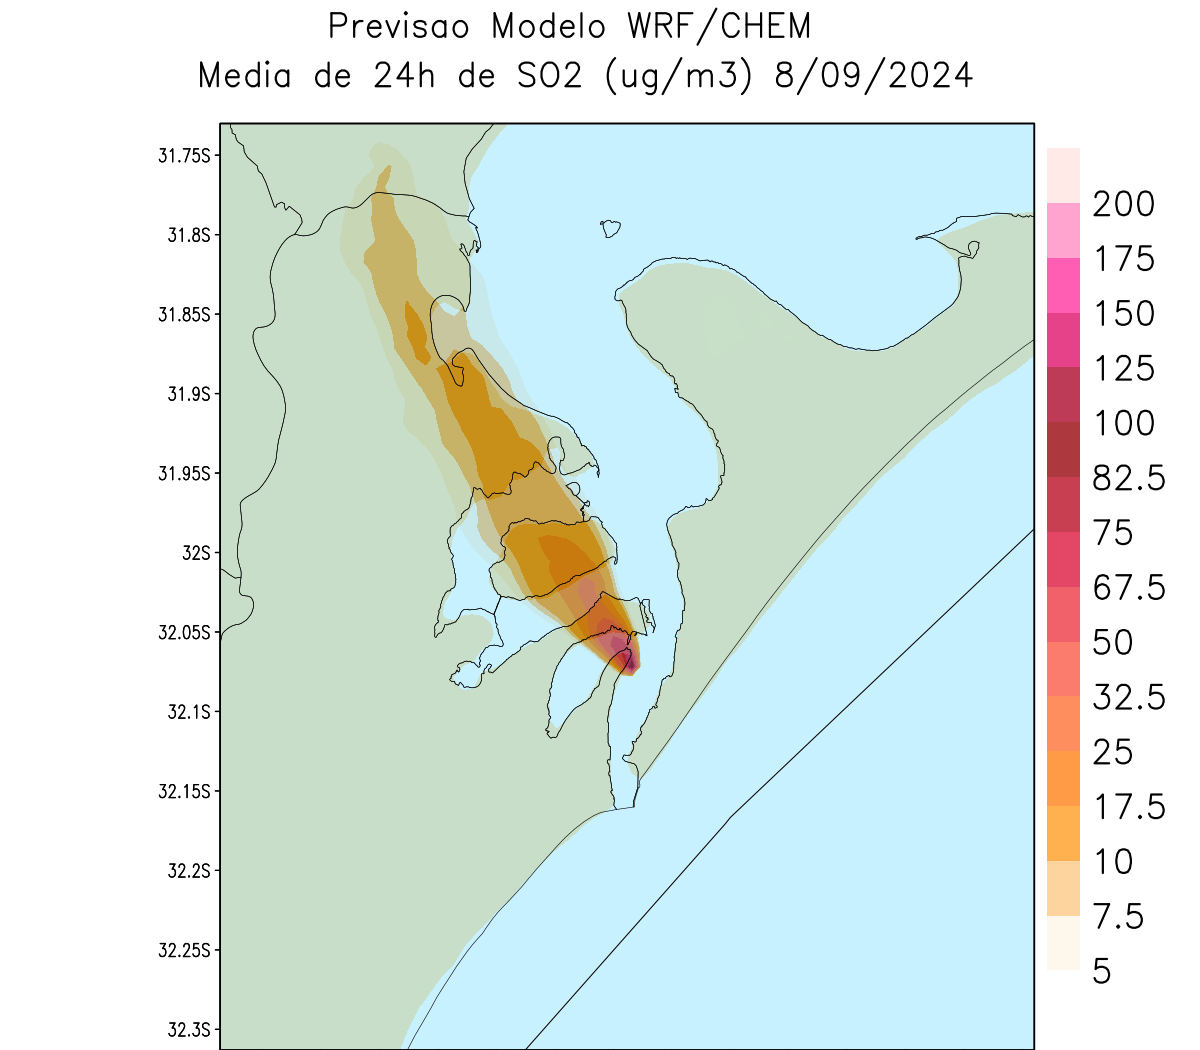 Previsao Modelo WRF/CHEM
Media de 24h de SO2 (ug/m3) 8/09/2024
31.75S
31.8S
31.85S
31.9S
31.95S
32S
32.05S
32.1S
32.15S
32.2S
32.25S
32.3S
200
175
150
125
100
82.5
75
67.5
50
32.5
25
17.5
10
7.5
5